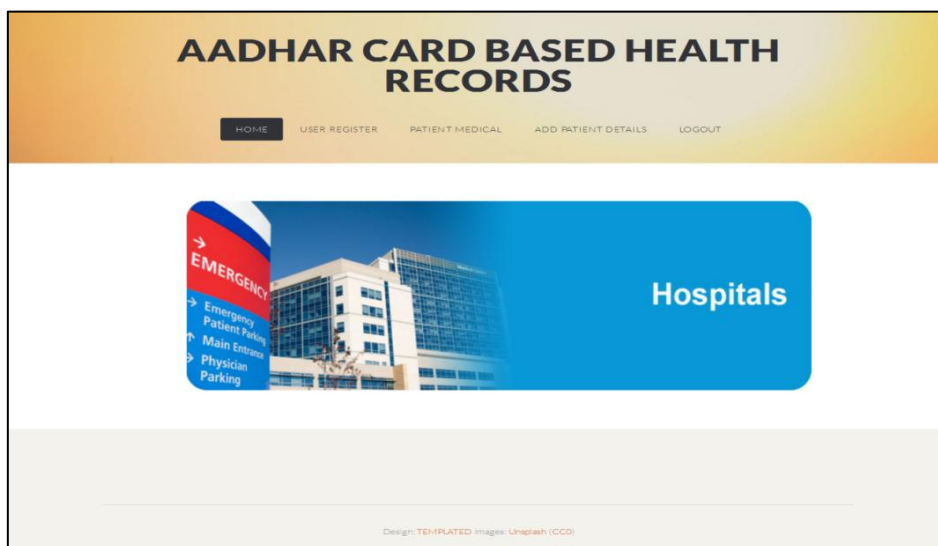 AADHAR CARD BASED HEALTH
RECORDS
HOME USER REGISTER PATIENT MEDICAL ADD PATIENT DETAILS LOGOUT
→
EMERGENCY
→ Emergency
Patient Parking
↑ Main Entrance
→ Physician
Parking
Hospitals
Design: TEMPLATED Images: Unsplash (CC0)